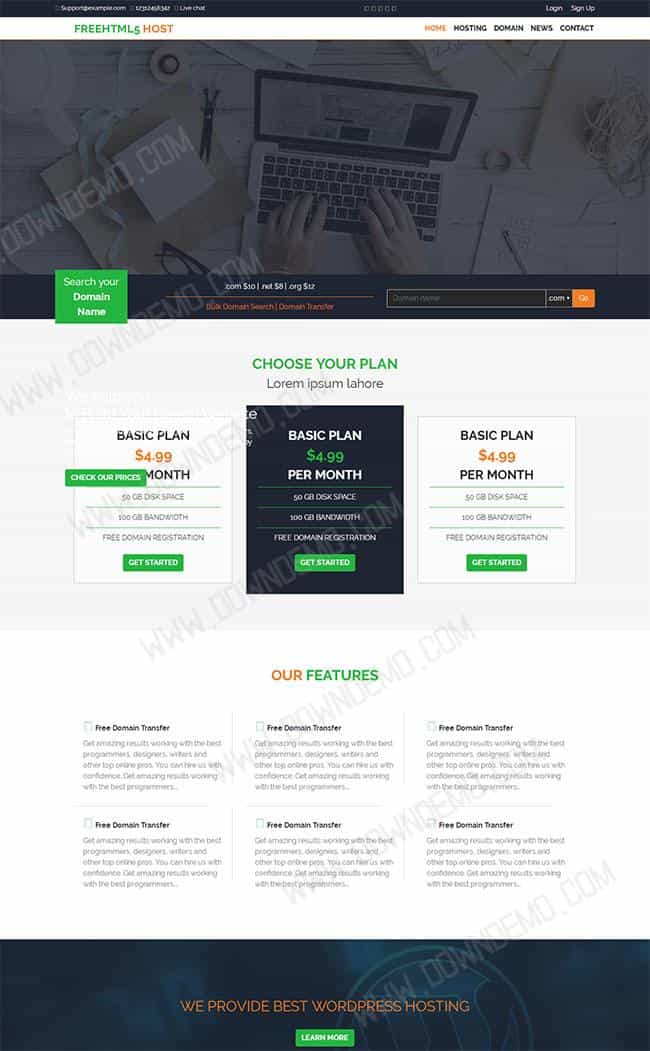 Support@example.com 12312458342 Live chat
Login Sign Up
FREEHTML5 HOST
HOME HOSTING DOMAIN NEWS CONTACT
WWW.DOWNDEMO.COM
Search your
Domain
Name
.com $10 | .net $8 | .org $12
Bulk Domain Search | Domain Transfer
Domain name
.com
Go
CHOOSE YOUR PLAN
Lorem ipsum lahore
BASIC PLAN
$4.99
MONTH
CHECK OUR PRICES
50 GB DISK SPACE
100 GB BANDWIDTH
FREE DOMAIN REGISTRATION
GET STARTED
BASIC PLAN
$4.99
PER MONTH
50 GB DISK SPACE
100 GB BANDWIDTH
FREE DOMAIN REGISTRATION
GET STARTED
BASIC PLAN
$4.99
PER MONTH
50 GB DISK SPACE
100 GB BANDWIDTH
FREE DOMAIN REGISTRATION
GET STARTED
WWW.DOWNDEMO.COM
OUR FEATURES
Free Domain Transfer
Get amazing results working with the best
programmers, designers, writers and
other top online pros. You can hire us with
confidence. Get amazing results working
with the best programmers...
Free Domain Transfer
Get amazing results working with the best
programmers, designers, writers and
other top online pros. You can hire us with
confidence. Get amazing results working
with the best programmers...
Free Domain Transfer
Get amazing results working with the best
programmers, designers, writers and
other top online pros. You can hire us with
confidence. Get amazing results working
with the best programmers...
Free Domain Transfer
Get amazing results working with the best
programmers, designers, writers and
other top online pros. You can hire us with
confidence. Get amazing results working
with the best programmers...
Free Domain Transfer
Get amazing results working with the best
programmers, designers, writers and
other top online pros. You can hire us with
confidence. Get amazing results working
with the best programmers...
Free Domain Transfer
Get amazing results working with the best
programmers, designers, writers and
other top online pros. You can hire us with
confidence. Get amazing results working
with the best programmers...
WWW.DOWNDEMO.COM
WE PROVIDE BEST WORDPRESS HOSTING
LEARN MORE